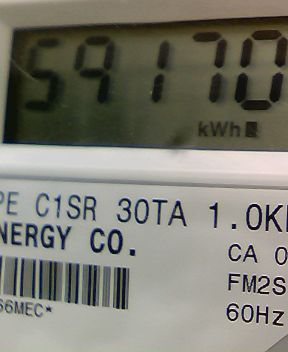 59170
kWh
PE C1SR 30TA 1.0K
NERGY CO.
CA 0
FM2S
66MEC*
60Hz